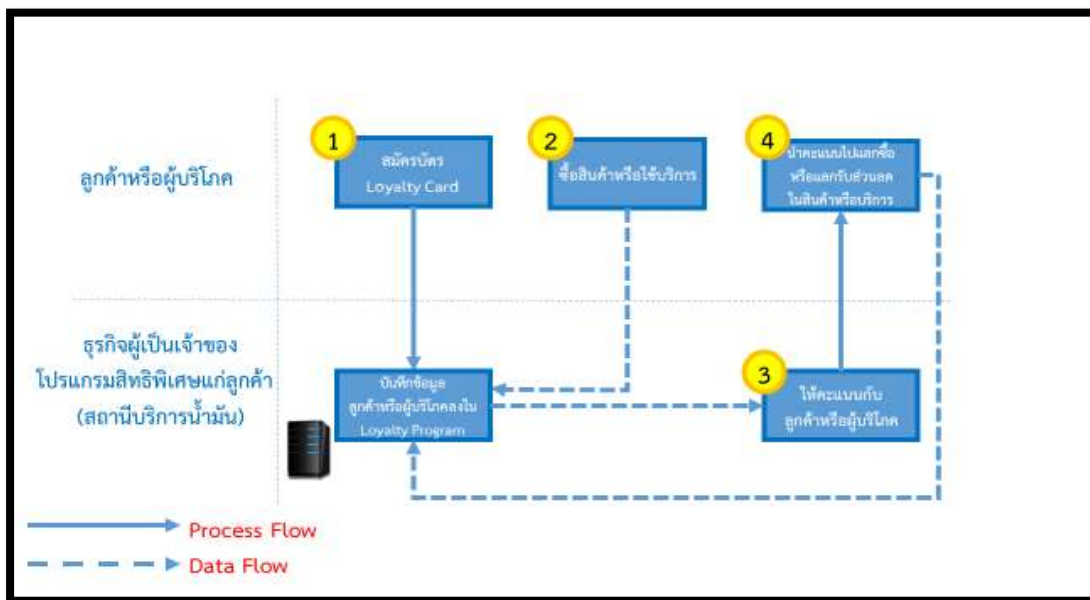 1
สมัครบัตร
Loyalty Card
2
ซื้อสินค้าหรือใช้บริการ
4
นำคะแนนไปแลกซื้อ
หรือแลกรับส่วนลด
ในสินค้าหรือบริการ
ลูกค้าหรือผู้บริโภค
ธุรกิจผู้เป็นเจ้าของ
โปรแกรมสิทธิพิเศษแก่ลูกค้า
(สถานีบริการน้ำมัน)
บันทึกข้อมูล
ลูกค้าหรือผู้บริโภคลงใน
Loyalty Program
3
ให้คะแนนกับ
ลูกค้าหรือผู้บริโภค
Process Flow
Data Flow